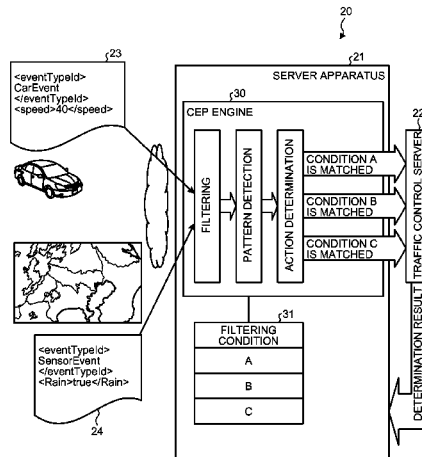 20
23
21
SERVER APPARATUS
<eventTypeId>
CarEvent
</eventTypeId>
<speed>40</speed>
30
CEP ENGINE
FILTERING
PATTERN DETECTION
ACTION DETERMINATION
CONDITION A
IS MATCHED
CONDITION B
IS MATCHED
CONDITION C
IS MATCHED
22
TRAFFIC CONTROL SERVER
31
FILTERING
CONDITION
A
B
C
<eventTypeId>
SensorEvent
</eventTypeId>
<Rain>true</Rain>
24
DETERMINATION RESULT